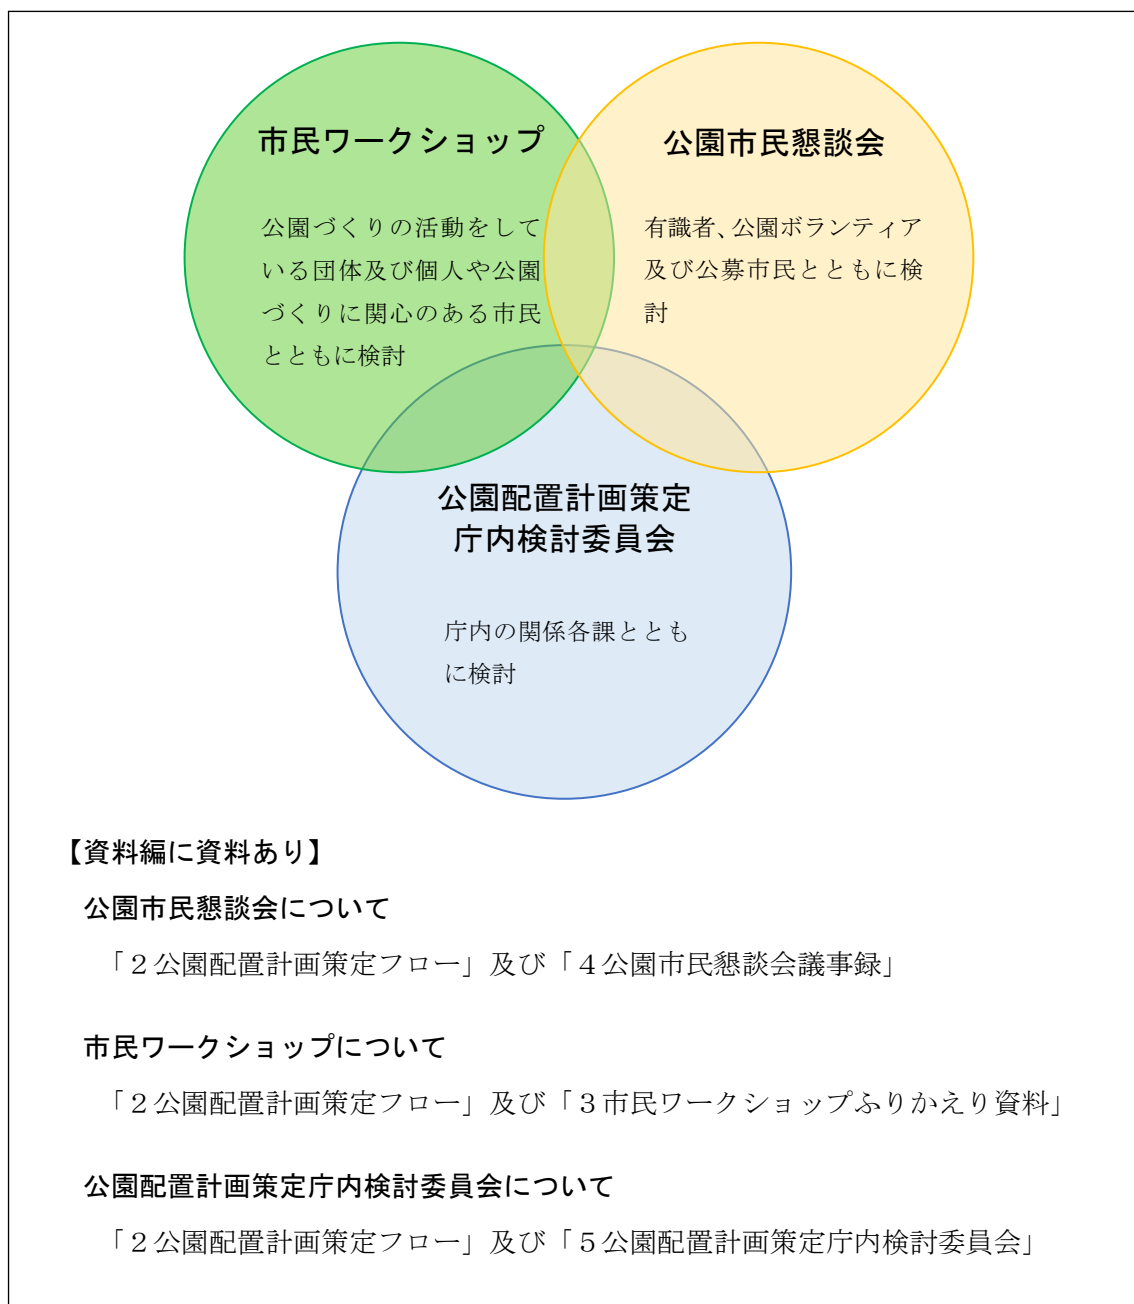 市民ワークショップ
公園づくりの活動をして
いる団体及び個人や公園
づくりに関心のある市民
とともに検討
公園市民懇談会
有識者、公園ボランティア
及び公募市民とともに検
討
公園配置計画策定
庁内検討委員会
庁内の関係各課ととも
に検討
【資料編に資料あり】
公園市民懇談会について
「２公園配置計画策定フロー」及び「４公園市民懇談会議事録」
市民ワークショップについて
「２公園配置計画策定フロー」及び「３市民ワークショップふりかえり資料」
公園配置計画策定庁内検討委員会について
「２公園配置計画策定フロー」及び「５公園配置計画策定庁内検討委員会」